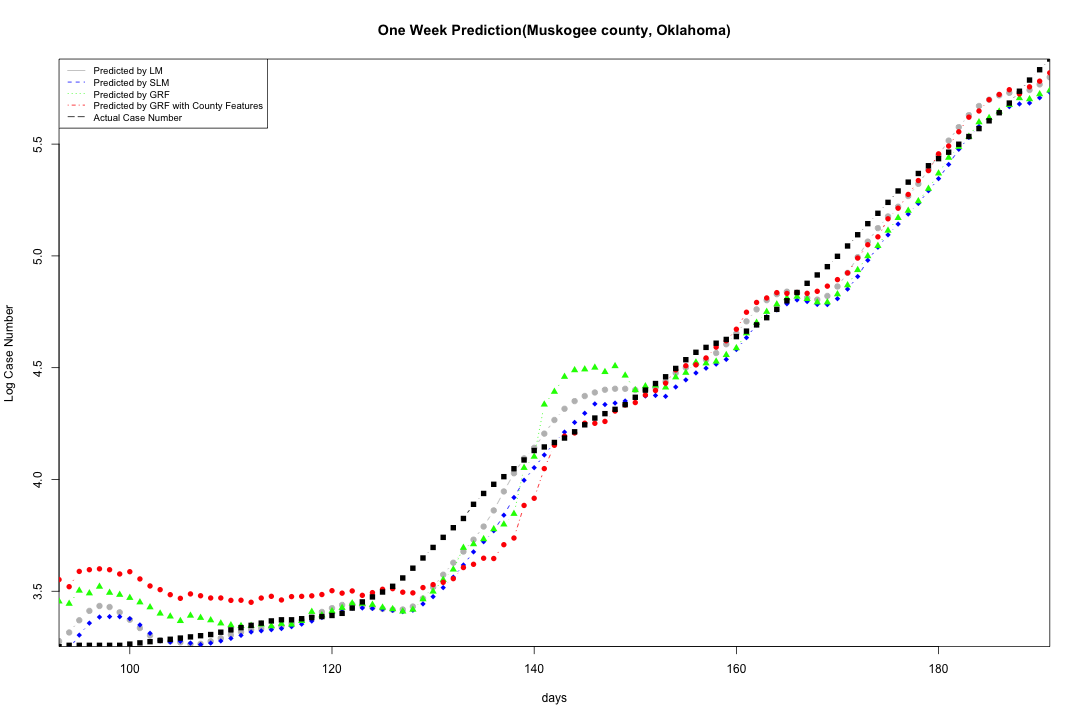 One Week Prediction(Muskogee county, Oklahoma)
Predicted by LM
Predicted by SLM
Predicted by GRF
Predicted by GRF with County Features
Actual Case Number
5.5
5.0
4.5
4.0
3.5
Log Case Number
100 120 140 160 180
days